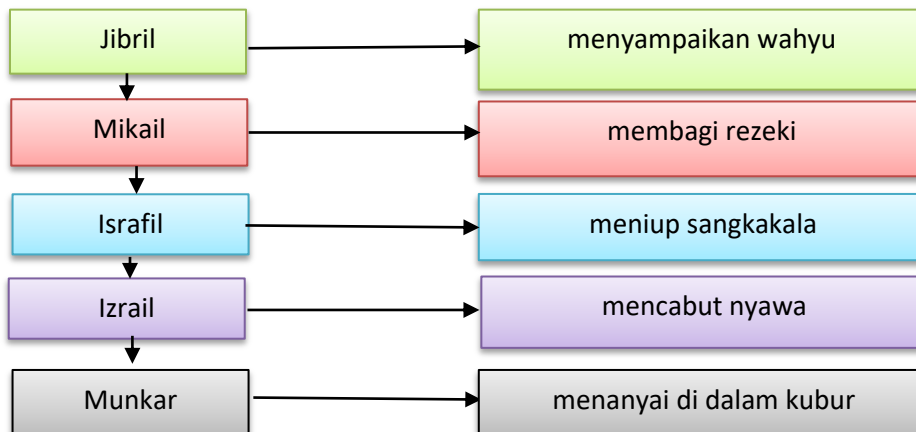 Jibril
menyampaikan wahyu
Mikail
membagi rezeki
Israfil
meniup sangkakala
Izrail
mencabut nyawa
Munkar
menanyai di dalam kubur